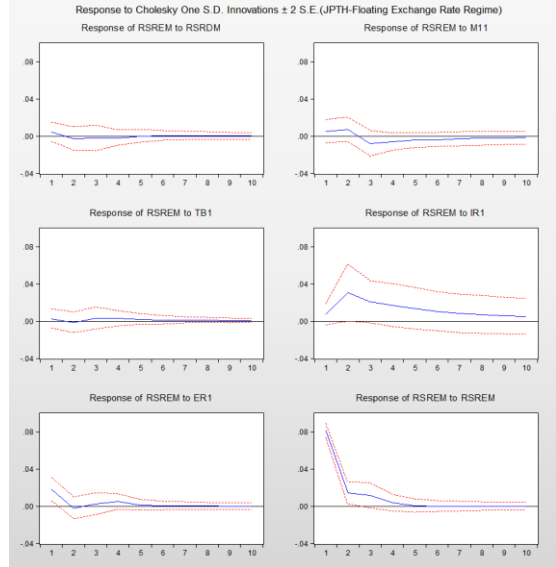 Response to Cholesky One S.D. Innovations ± 2 S.E.(JPTH-Floating Exchange Rate Regime)
Response of RSREM to RSRDM
.08
.04
.00
-.04
1 2 3 4 5 6 7 8 9 10
Response of RSREM to M11
.08
.04
.00
-.04
1 2 3 4 5 6 7 8 9 10
Response of RSREM to TB1
.08
.04
.00
-.04
1 2 3 4 5 6 7 8 9 10
Response of RSREM to IR1
.08
.04
.00
-.04
1 2 3 4 5 6 7 8 9 10
Response of RSREM to ER1
.08
.04
.00
-.04
1 2 3 4 5 6 7 8 9 10
Response of RSREM to RSREM
.08
.04
.00
-.04
1 2 3 4 5 6 7 8 9 10